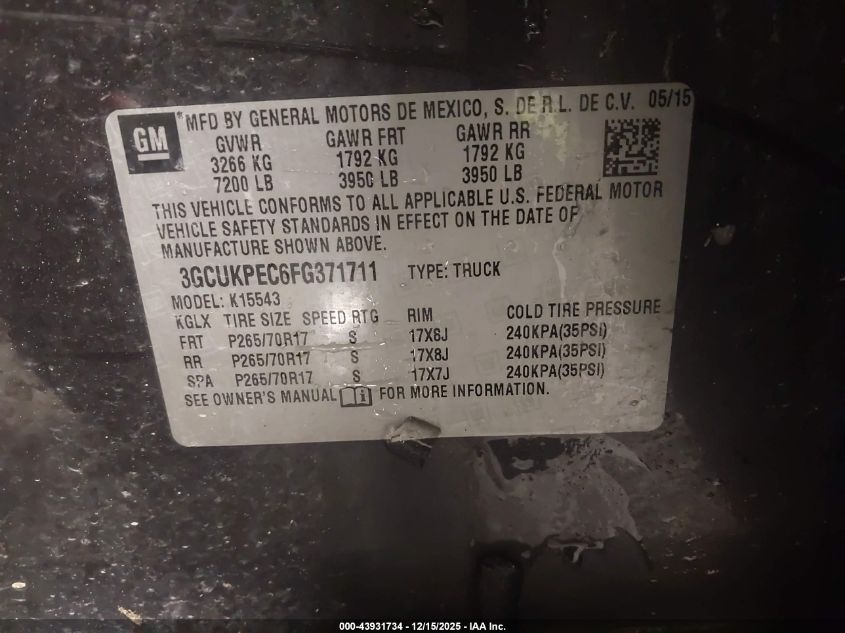 GM
*MFD BY GENERAL MOTORS DE MEXICO, S. DE R.L. DE C.V. 05/15
GVWR GAWR FRT GAWR RR
3266 KG 1792 KG 1792 KG
7200 LB 3950 LB 3950 LB
THIS VEHICLE CONFORMS TO ALL APPLICABLE U.S. FEDERAL MOTOR
VEHICLE SAFETY STANDARDS IN EFFECT ON THE DATE OF
MANUFACTURE SHOWN ABOVE.
3GCUKPEC6FG371711 TYPE: TRUCK
MODEL: K15543
KGLX TIRE SIZE SPEED RTG RIM COLD TIRE PRESSURE
FRT P265/70R17 S 17X8J 240KPA(35PSI)
RR P265/70R17 S 17X8J 240KPA(35PSI)
SPA P265/70R17 S 17X7J 240KPA(35PSI)
SEE OWNER'S MANUAL i FOR MORE INFORMATION.
000-43931734 - 12/15/2025 - IAA Inc.